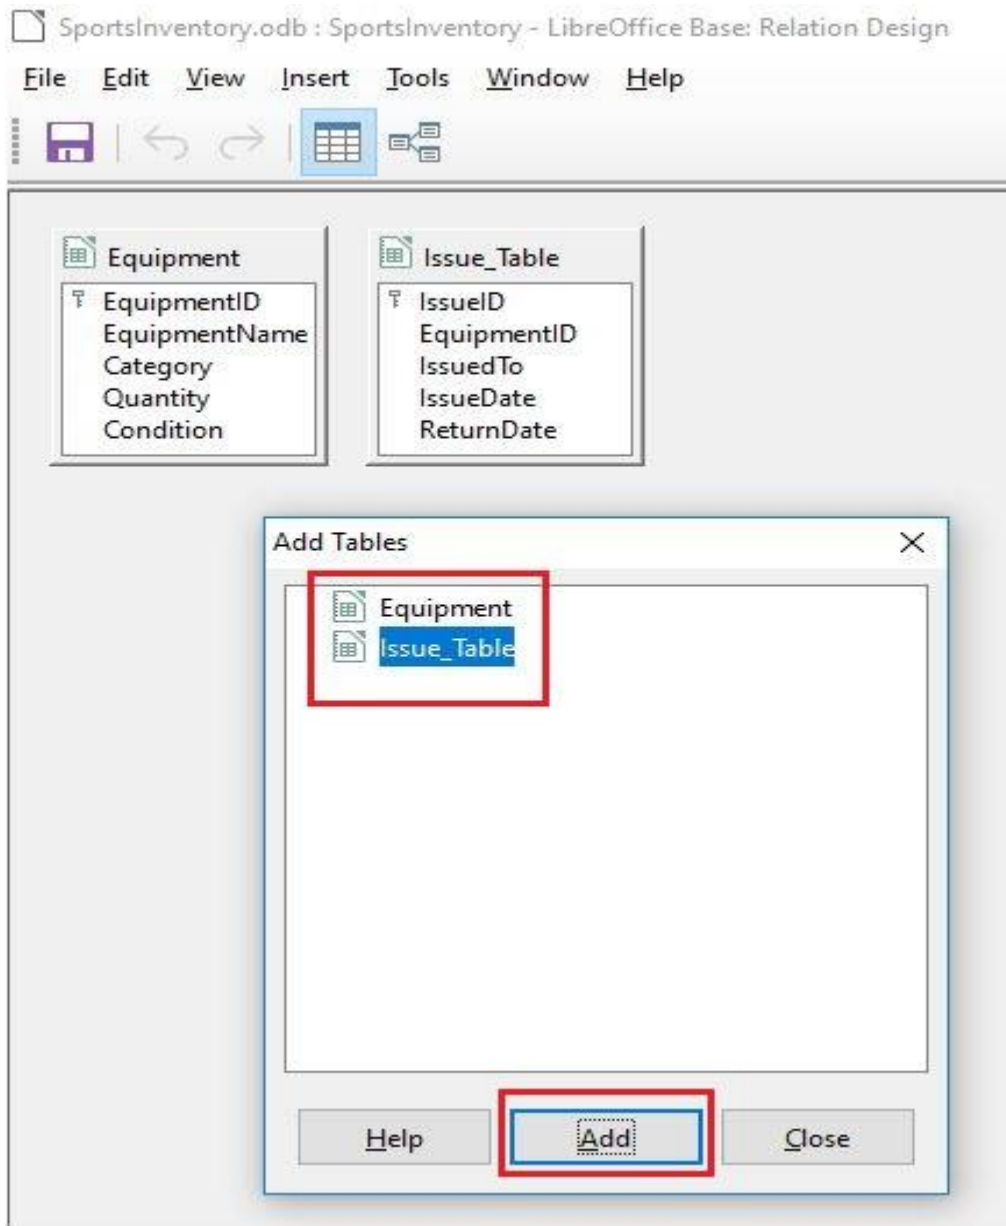 SportsInventory.odb : SportsInventory - LibreOffice Base: Relation Design
File Edit View Insert Tools Window Help
Equipment
EquipmentID
EquipmentName
Category
Quantity
Condition
Issue_Table
IssueID
EquipmentID
IssuedTo
IssueDate
ReturnDate
Add Tables
Equipment
Issue_Table
Help Add Close